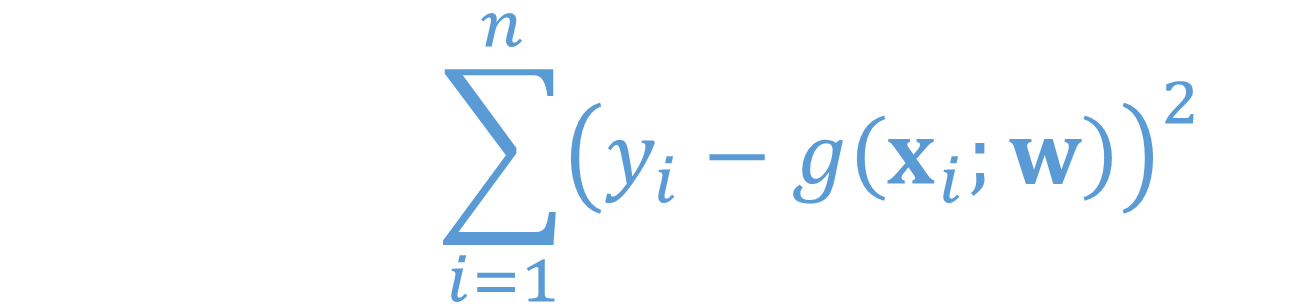 ∑_{i=1}^{n} (y_i − g(𝐱_i; 𝐰))^2